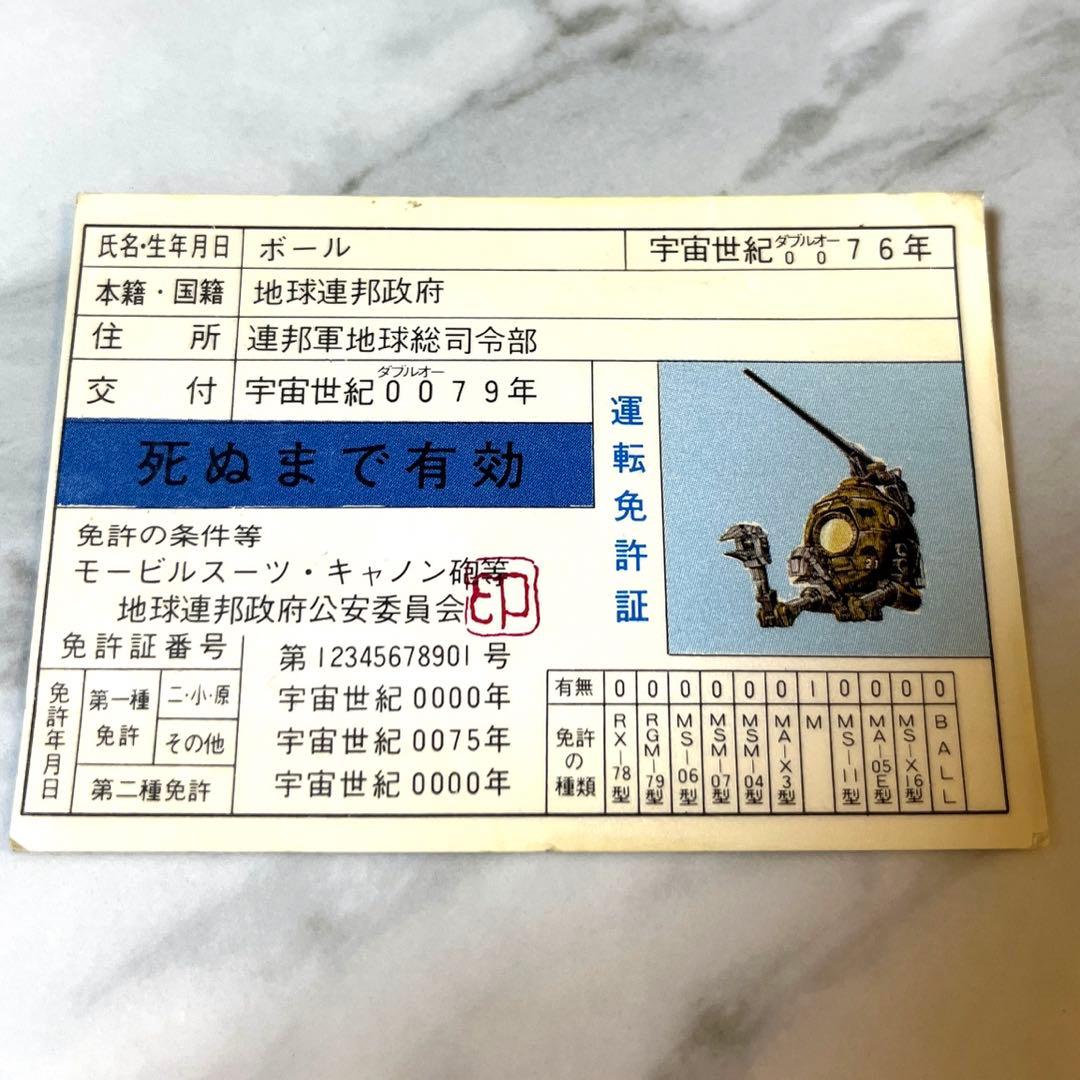 氏名・生年月日 ボール 宇宙世紀0076年
ダブルオー
本籍・国籍 地球連邦政府
住所 連邦軍地球総司令部
交付 宇宙世紀0079年
ダブルオー
死ぬまで有効
運転免許証
免許の条件等
モービルスーツ・キャノン砲等
地球連邦政府公安委員会 印
免許証番号 第12345678901号
免許年月日
第一種免許 二・小・原 宇宙世紀0000年
その他 宇宙世紀0075年
第二種免許 宇宙世紀0000年
有無 0 0 0 0 0 0 1 0 0 0 0
免許の種類
RX-78型
RGM-79型
MS-06型
MSM-07型
MSM-04型
MA-X3型
M
MS-11型
MA-05E型
MS-X16型
BALL